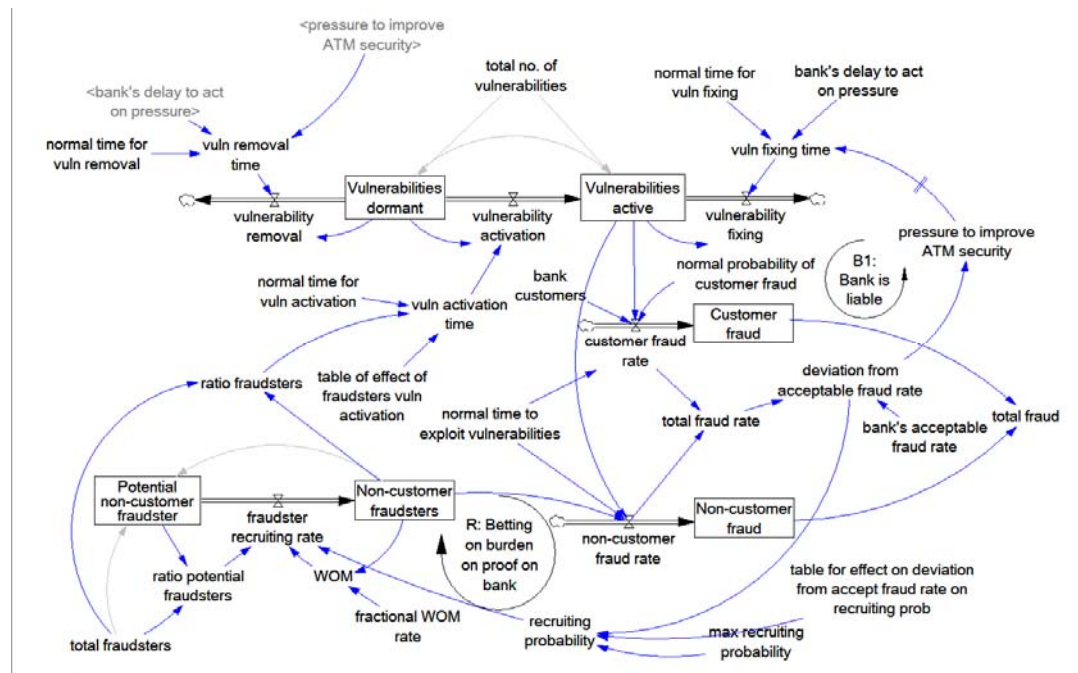 <pressure to improve
ATM security>
total no. of
vulnerabilities
normal time for
vuln fixing
bank's delay to act
on pressure
<bank's delay to act
on pressure>
normal time for
vuln removal
vuln removal
time
vuln fixing time
Vulnerabilities
dormant
Vulnerabilities
active
vulnerability
removal
vulnerability
activation
vulnerability
fixing
pressure to improve
ATM security
B1:
Bank is
liable
bank
customers
normal probability of
customer fraud
normal time for
vuln activation
vuln activation
time
Customer
fraud
customer fraud
rate
ratio fraudsters
table of effect of
fraudsters vuln
activation
deviation from
acceptable fraud rate
normal time to
exploit vulnerabilities
total fraud rate
bank's acceptable
fraud rate
total fraud
Potential
non-customer
fraudster
Non-customer
fraudsters
fraudster
recruiting rate
R: Betting
on burden
on proof on
bank
Non-customer
fraud
non-customer
fraud rate
ratio potential
fraudsters
WOM
table for effect on deviation
from accept fraud rate on
recruiting prob
fractional WOM
rate
recruiting
probability
max recruiting
probability
total fraudsters